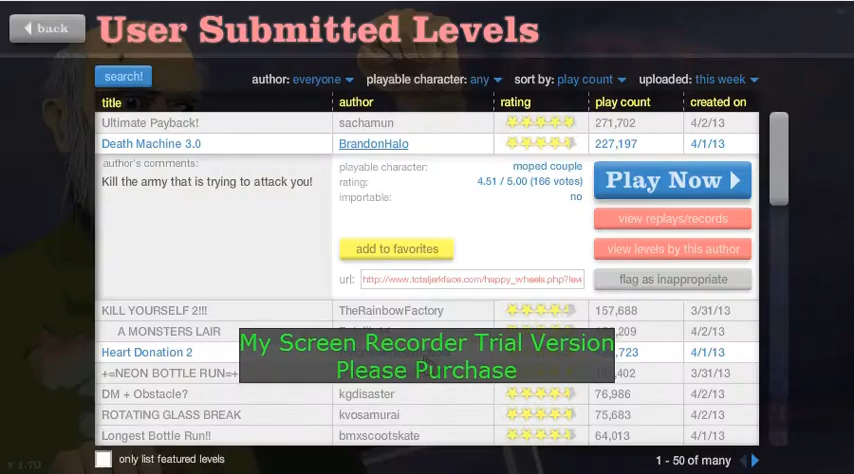 back
User Submitted Levels
search!
author: everyone playable character: any sort by: play count uploaded: this week
title author rating play count created on
Ultimate Payback! sachamun 271,702 4/2/13
Death Machine 3.0 BrandonHalo 227,197 4/1/13
author's comments:
Kill the army that is trying to attack you!
playable character: moped couple
rating: 4.51 / 5.00 (166 votes)
importable: no
Play Now
view replays/records
add to favorites
view levels by this author
url: http://www.totaljerkface.com/happy_wheels.php?lev
flag as inappropriate
KILL YOURSELF 2!!! TheRainbowFactory 157,688 3/31/13
A MONSTERS LAIR ,209 4/2/13
My Screen Recorder Trial Version
Heart Donation 2 ,723 4/1/13
Please Purchase
+=NEON BOTTLE RUN=+ 402 3/31/13
DM + Obstacle? kgdisaster 76,986 4/2/13
ROTATING GLASS BREAK kvosamurai 75,683 4/2/13
Longest Bottle Run!! bmxscootskate 64,013 4/1/13
only list featured levels
1 - 50 of many
v 1.70